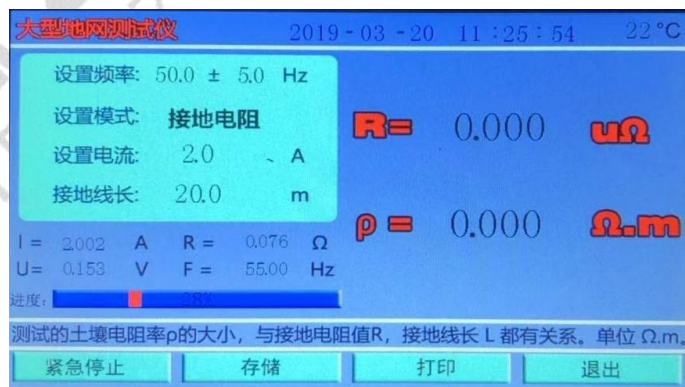 大型地网测试仪 2019-03-20 11:25:54 22℃
设置频率: 50.0 ± 5.0 Hz
设置模式: 接地电阻
设置电流: 2.0 、 A
接地线长: 20.0 m
R= 0.000 uΩ
ρ= 0.000 Ω.m
I = 2.002 A R = 0.076 Ω
U= 0.153 V F = 55.00 Hz
进度: 28%
测试的土壤电阻率ρ的大小，与接地电阻值R，接地线长 L 都有关系。单位 Ω.m。
紧急停止 存储 打印 退出